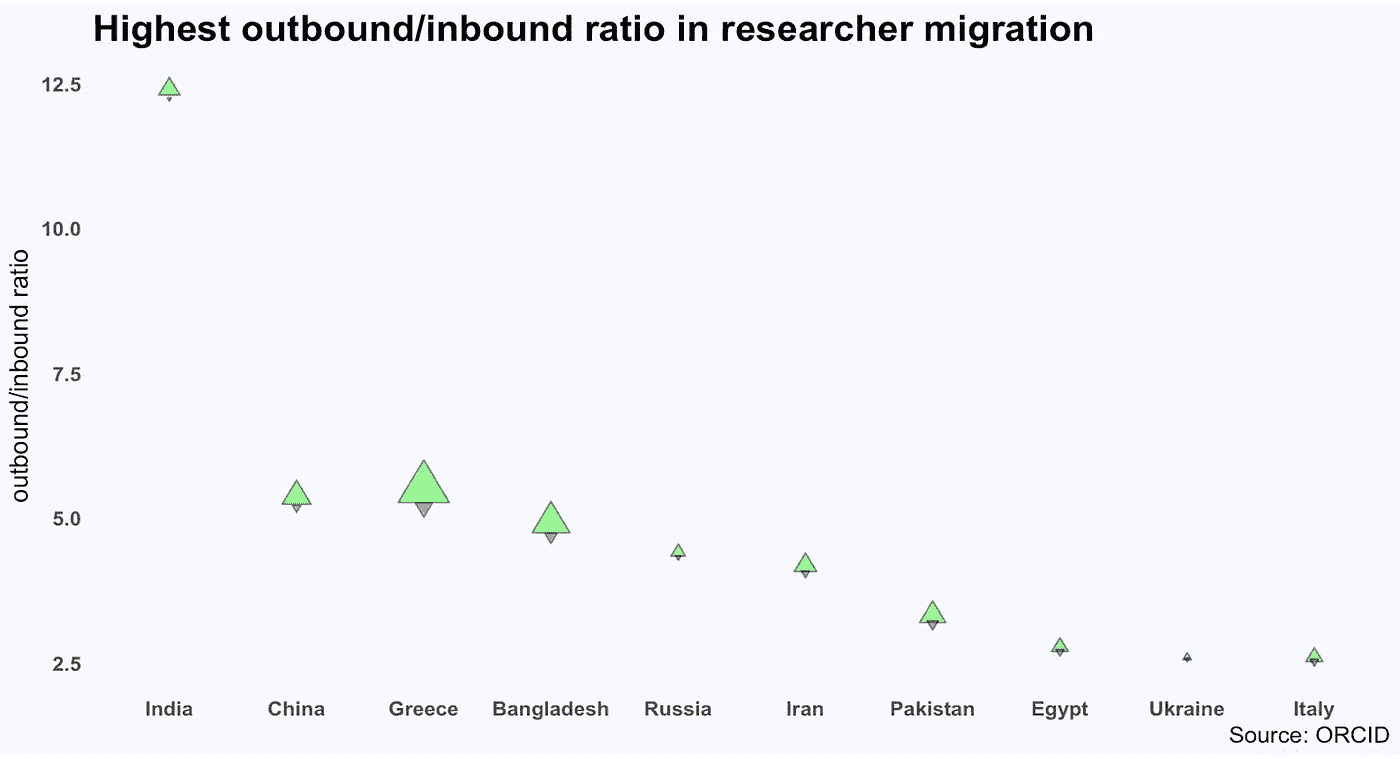 Highest outbound/inbound ratio in researcher migration
outbound/inbound ratio
12.5
10.0
7.5
5.0
2.5
India China Greece Bangladesh Russia Iran Pakistan Egypt Ukraine Italy
Source: ORCID